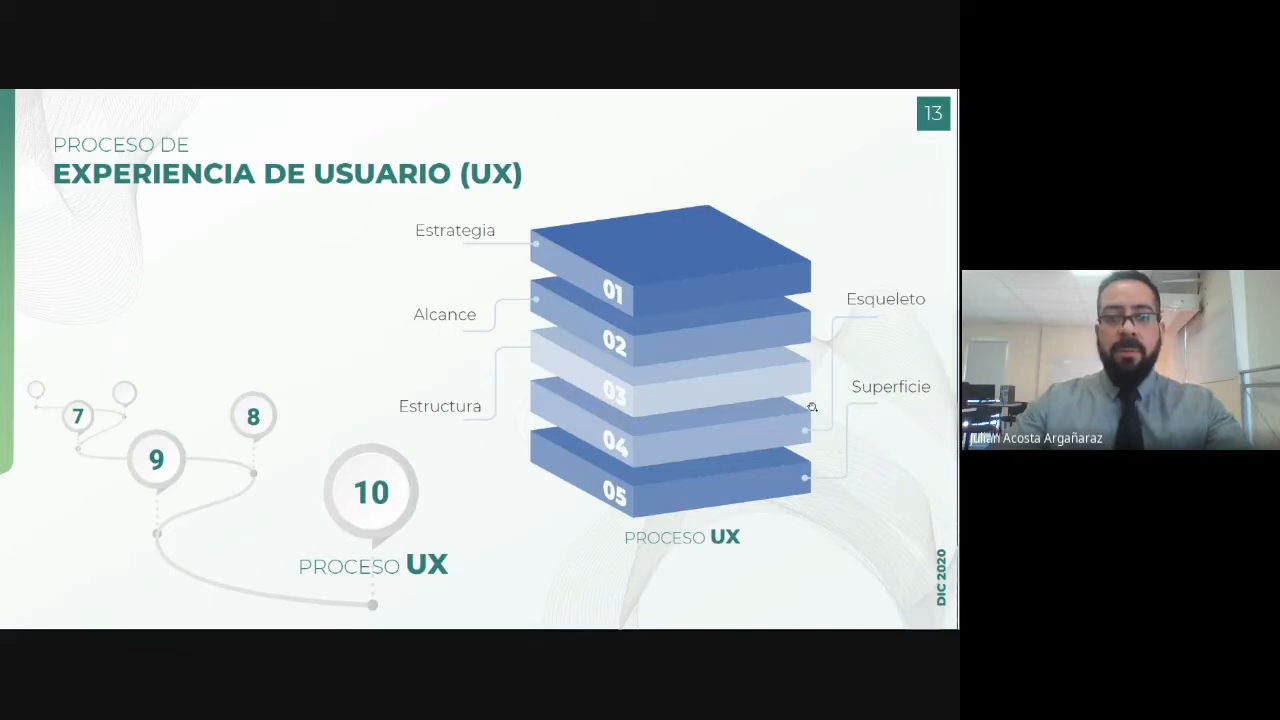 13
PROCESO DE
EXPERIENCIA DE USUARIO (UX)
Estrategia
Alcance
Estructura
01
02
03
04
05
Esqueleto
Superficie
PROCESO UX
7
8
9
10
PROCESO UX
DIC 2020
Julian Acosta Argañaraz